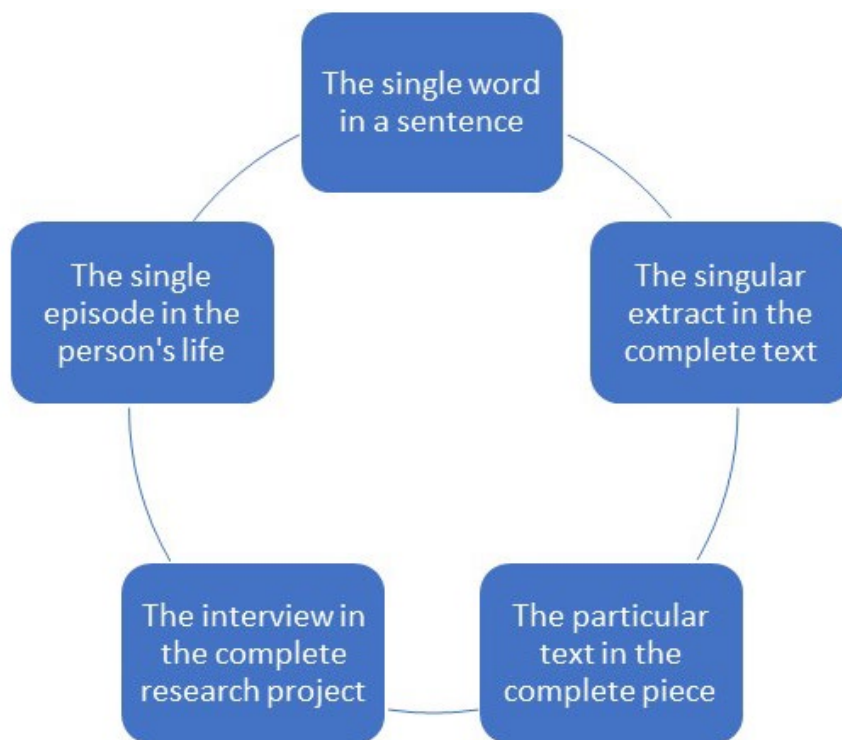 The single word
in a sentence
The singular
extract in the
complete text
The particular
text in the
complete piece
The interview in
the complete
research project
The single
episode in the
person's life